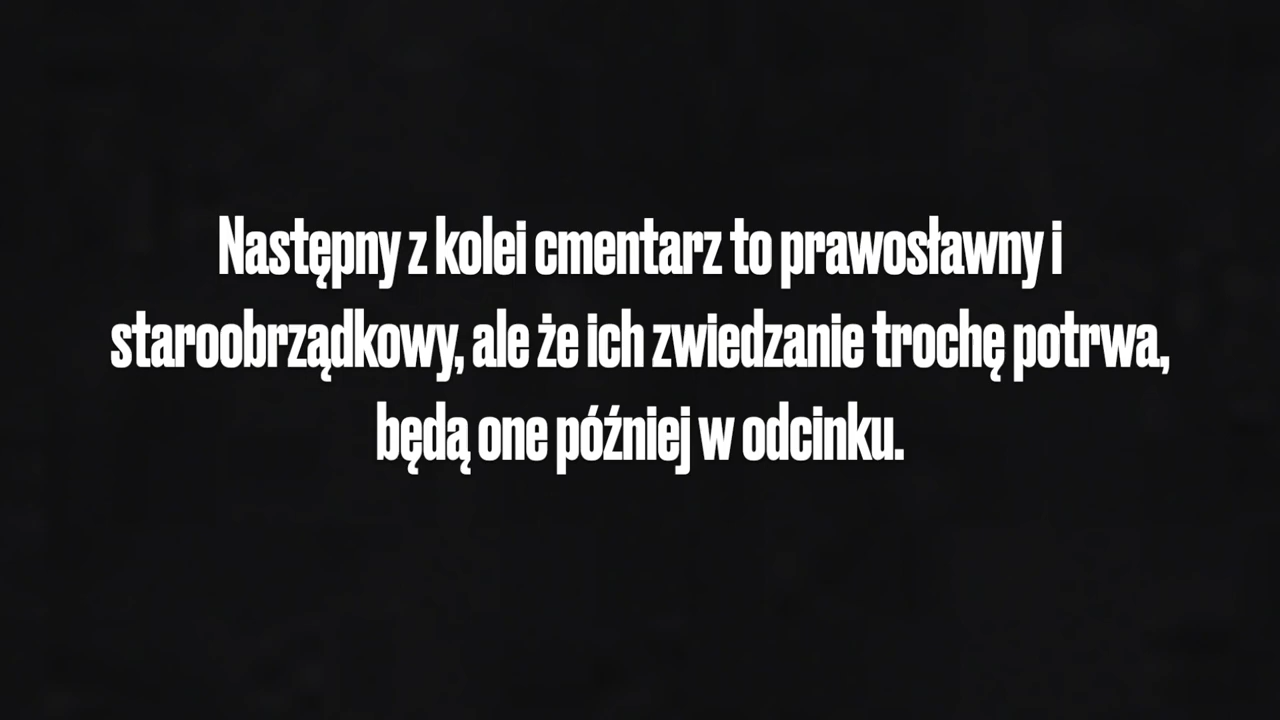 Następny z kolei cmentarz to prawosławny i
staroobrządkowy, ale że ich zwiedzanie trochę potrwa,
będą one później w odcinku.